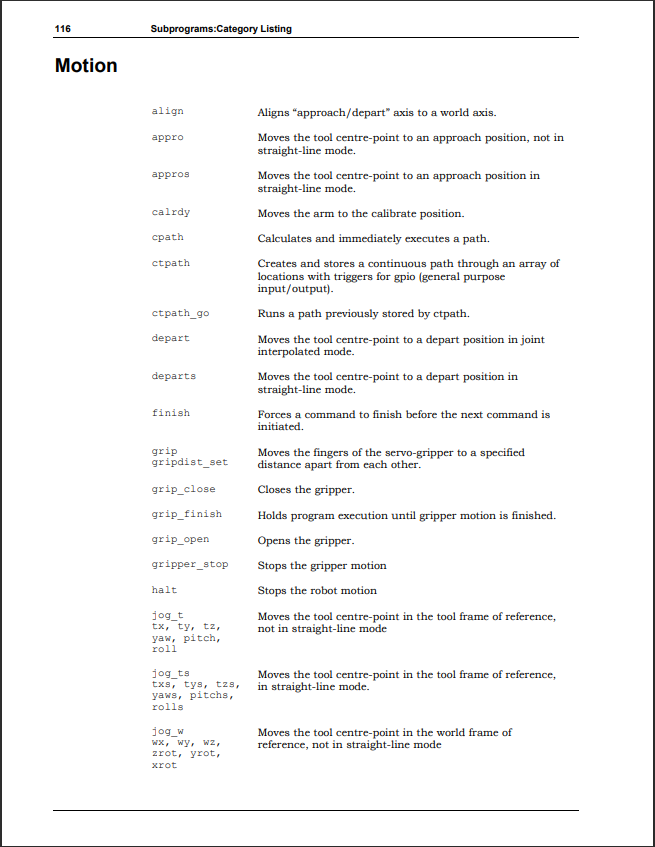 116 Subprograms:Category Listing
Motion
align Aligns “approach/depart” axis to a world axis.
appro Moves the tool centre-point to an approach position, not in
straight-line mode.
appros Moves the tool centre-point to an approach position in
straight-line mode.
calrdy Moves the arm to the calibrate position.
cpath Calculates and immediately executes a path.
ctpath Creates and stores a continuous path through an array of
locations with triggers for gpio (general purpose
input/output).
ctpath_go Runs a path previously stored by ctpath.
depart Moves the tool centre-point to a depart position in joint
interpolated mode.
departs Moves the tool centre-point to a depart position in
straight-line mode.
finish Forces a command to finish before the next command is
initiated.
grip Moves the fingers of the servo-gripper to a specified
gripdist_set distance apart from each other.
grip_close Closes the gripper.
grip_finish Holds program execution until gripper motion is finished.
grip_open Opens the gripper.
gripper_stop Stops the gripper motion
halt Stops the robot motion
jog_t Moves the tool centre-point in the tool frame of reference,
tx, ty, tz, not in straight-line mode
yaw, pitch,
roll
jog_ts Moves the tool centre-point in the tool frame of reference,
txs, tys, tzs, in straight-line mode.
yaws, pitchs,
rolls
jog_w Moves the tool centre-point in the world frame of
wx, wy, wz, reference, not in straight-line mode
zrot, yrot,
xrot